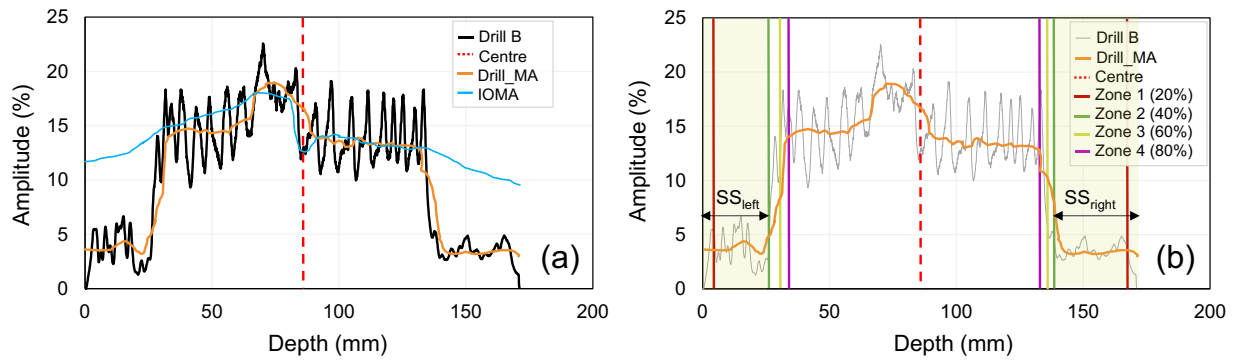 Amplitude (%)
25
20
15
10
5
0
0
50
100
150
200
Depth (mm)
Drill B
Centre
Drill_MA
IOMA
(a)
Amplitude (%)
25
20
15
10
5
0
0
50
100
150
200
Depth (mm)
Drill B
Drill_MA
Centre
Zone 1 (20%)
Zone 2 (40%)
Zone 3 (60%)
Zone 4 (80%)
SSleft
SSright
(b)